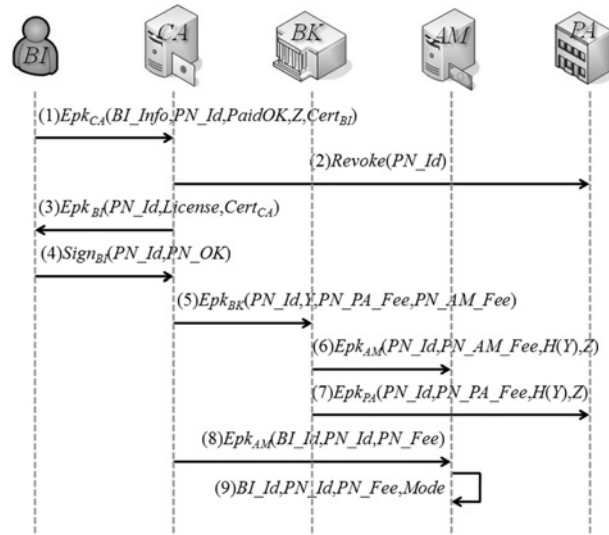 BI CA BK AM PA
(1)Epk_CA(BI_Info,PN_Id,PaidOK,Z,Cert_BI)
(2)Revoke(PN_Id)
(3)Epk_BI(PN_Id,License,Cert_CA)
(4)Sign_BI(PN_Id,PN_OK)
(5)Epk_BK(PN_Id,Y,PN_PA_Fee,PN_AM_Fee)
(6)Epk_AM(PN_Id,PN_AM_Fee,H(Y),Z)
(7)Epk_PA(PN_Id,PN_PA_Fee,H(Y),Z)
(8)Epk_AM(BI_Id,PN_Id,PN_Fee)
(9)BI_Id,PN_Id,PN_Fee,Mode